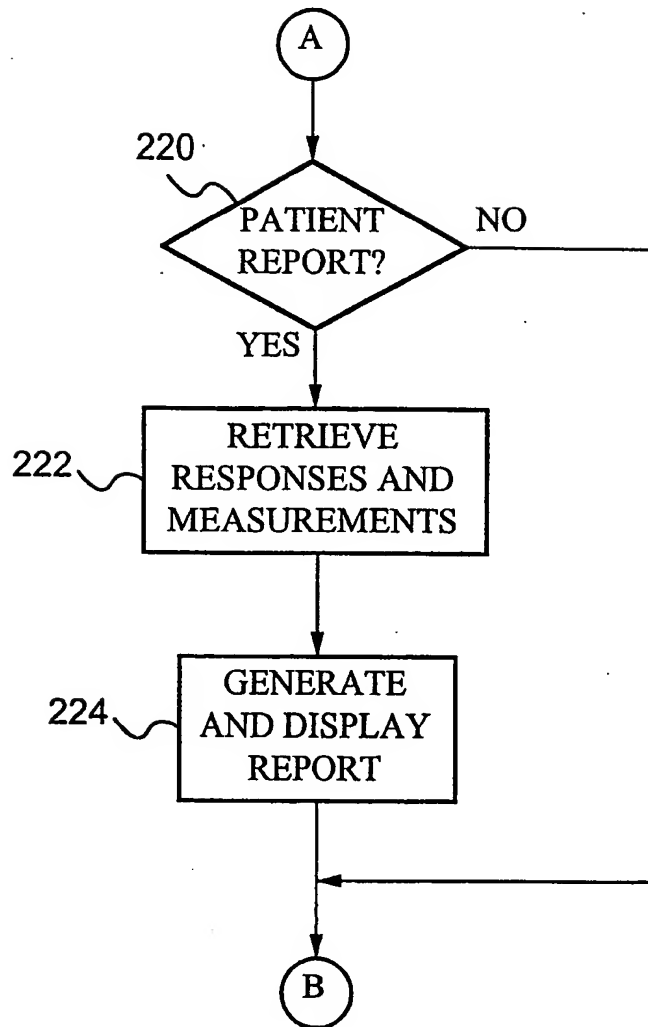 A
220
PATIENT
REPORT?
NO
YES
222
RETRIEVE
RESPONSES AND
MEASUREMENTS
224
GENERATE
AND DISPLAY
REPORT
B